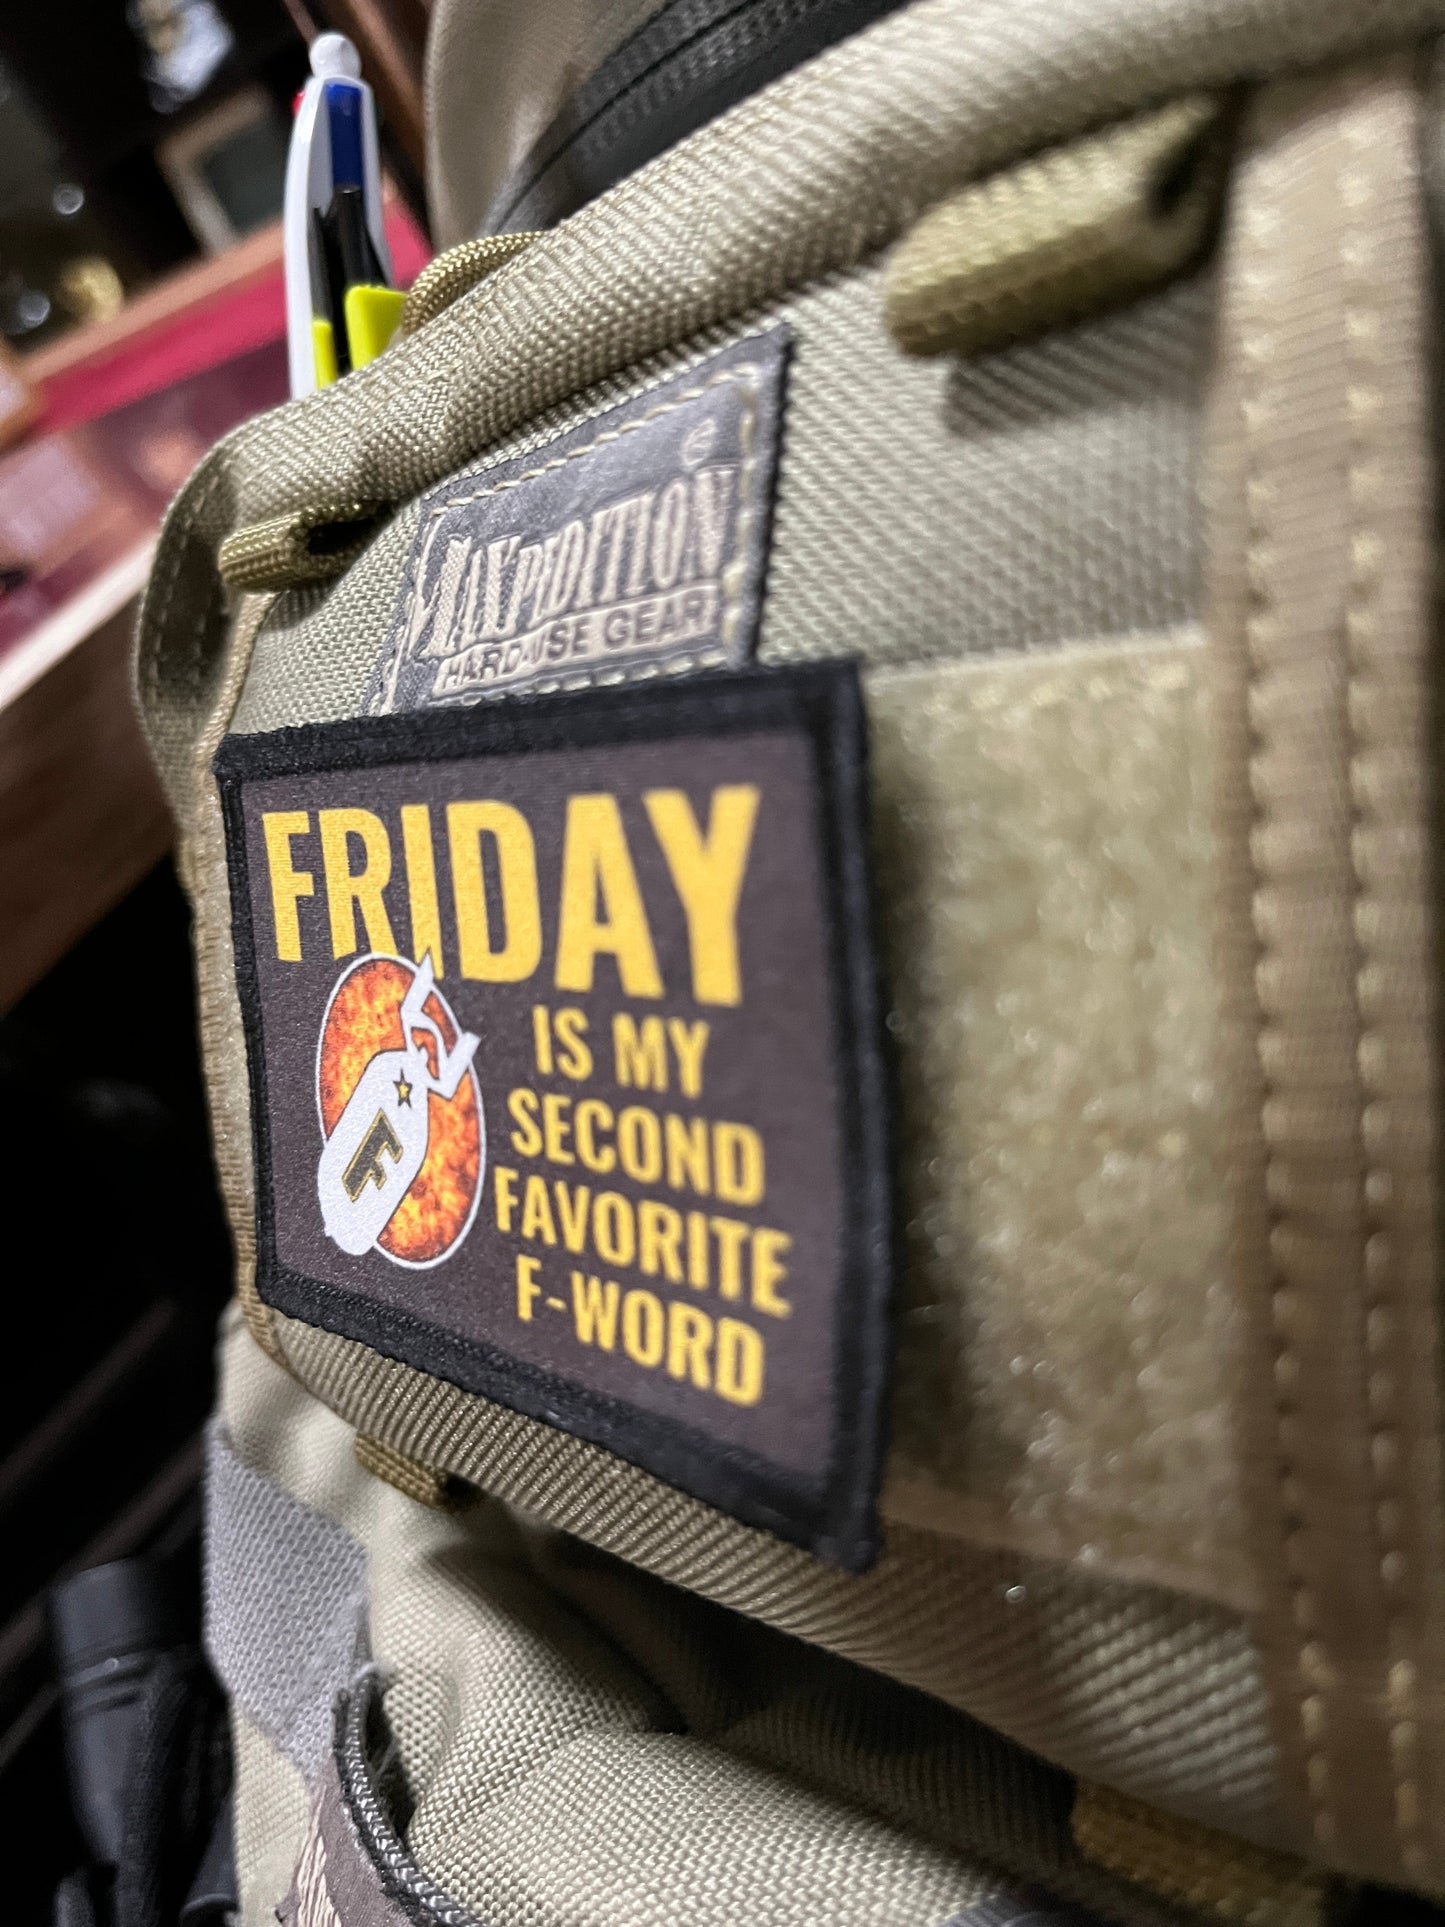 MAXPEDITION
HARD-USE GEAR
FRIDAY
IS MY
SECOND
FAVORITE
F-WORD
F